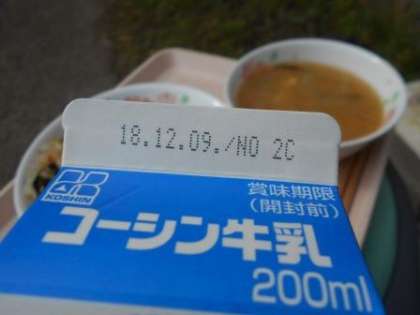 18.12.09./NO 2C
賞味期限
(開封前)
KOSHIN
コーシン牛乳
200ml